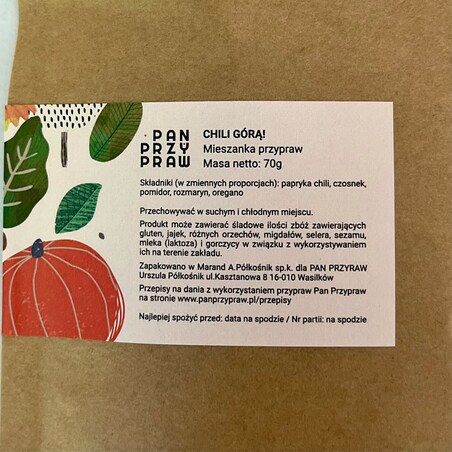 PAN
PRZY
PRAW
CHILI GÓRĄ!
Mieszanka przypraw
Masa netto: 70g
Składniki (w zmiennych proporcjach): papryka chili, czosnek,
pomidor, rozmaryn, oregano
Przechowywać w suchym i chłodnym miejscu.
Produkt może zawierać śladowe ilości zbóż zawierających
gluten, jajek, różnych orzechów, migdałów, selera, sezamu,
mleka (laktoza) i gorczycy w związku z wykorzystywaniem
ich na terenie zakładu.
Zapakowano w Marand A.Półkośnik sp.k. dla PAN PRZYRAW
Urszula Półkośnik ul.Kasztanowa 8 16-010 Wasilków
Przepisy na dania z wykorzystaniem przypraw Pan Przypraw
na stronie www.panprzypraw.pl/przepisy
Najlepiej spożyć przed: data na spodzie / Nr partii: na spodzie